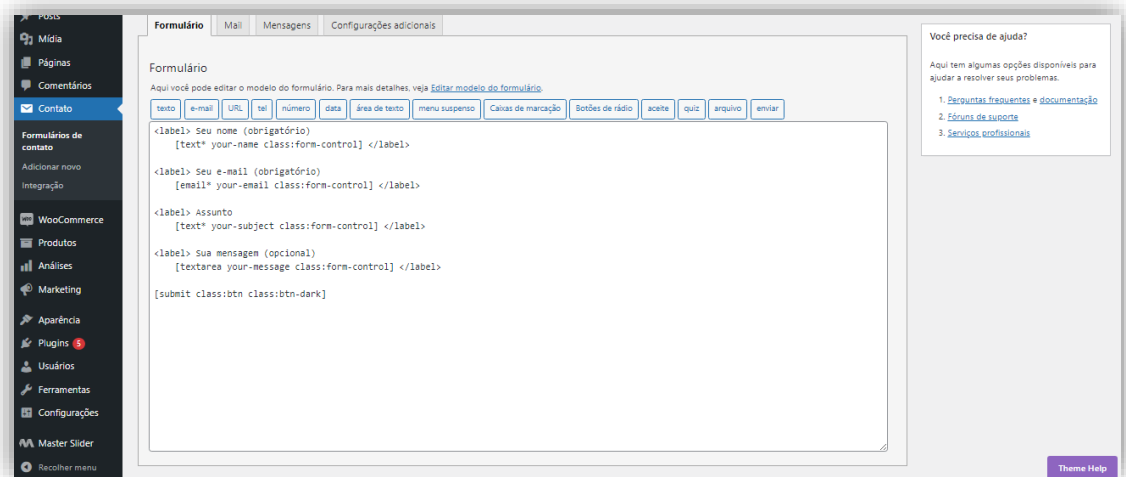 Posts
Mídia
Páginas
Comentários
Contato
Formulários de
contato
Adicionar novo
Integração
WooCommerce
Produtos
Análises
Marketing
Aparência
Plugins 5
Usuários
Ferramentas
Configurações
Master Slider
Recolher menu
Formulário Mail Mensagens Configurações adicionais
Formulário
Aqui você pode editar o modelo do formulário. Para mais detalhes, veja Editar modelo do formulário.
texto e-mail URL tel número data área de texto menu suspenso Caixas de marcação Botões de rádio aceite quiz arquivo enviar
<label> Seu nome (obrigatório)
[text* your-name class:form-control] </label>
<label> Seu e-mail (obrigatório)
[email* your-email class:form-control] </label>
<label> Assunto
[text* your-subject class:form-control] </label>
<label> Sua mensagem (opcional)
[textarea your-message class:form-control] </label>
[submit class:btn class:btn-dark]
Você precisa de ajuda?
Aqui tem algumas opções disponíveis para
ajudar a resolver seus problemas.
1. Perguntas frequentes e documentação
2. Fóruns de suporte
3. Serviços profissionais
Theme Help